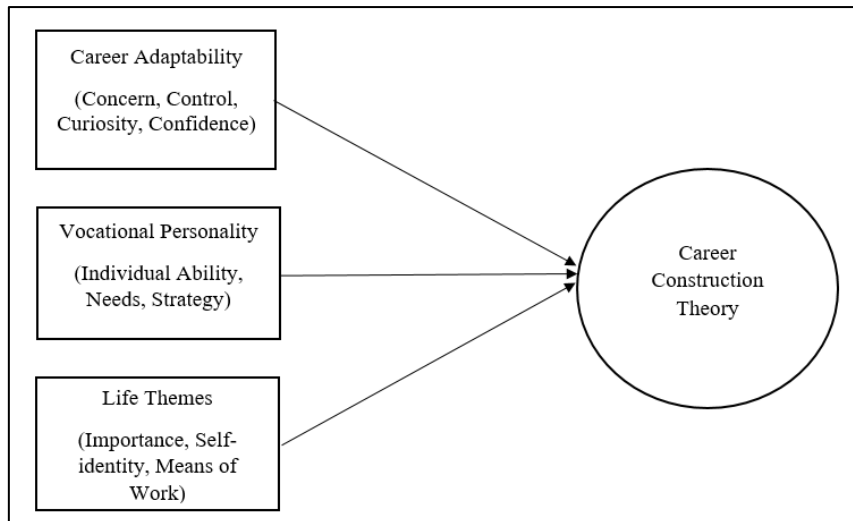 Career Adaptability
(Concern, Control,
Curiosity, Confidence)
Vocational Personality
(Individual Ability,
Needs, Strategy)
Life Themes
(Importance, Self-
identity, Means of
Work)
Career
Construction
Theory